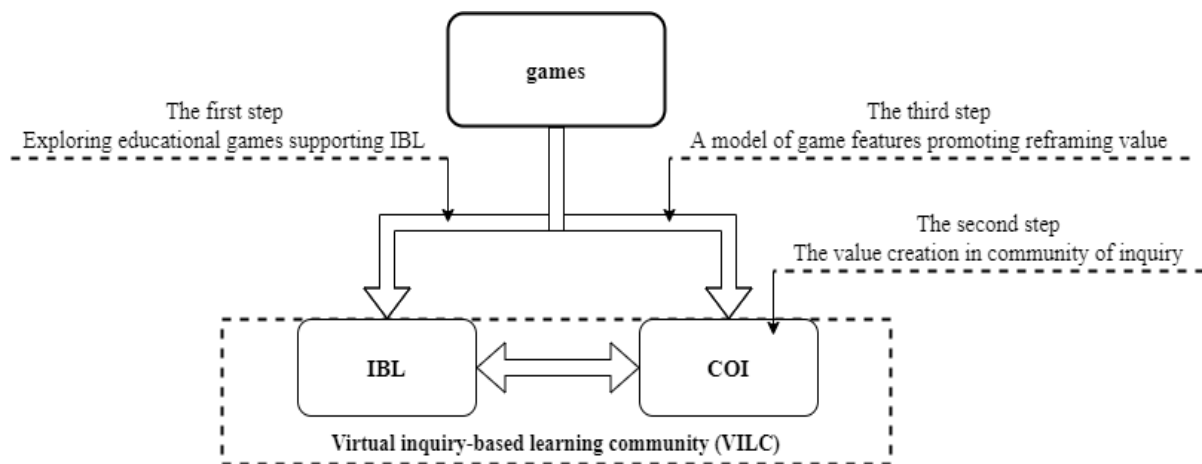 games
The first step
Exploring educational games supporting IBL
The third step
A model of game features promoting reframing value
The second step
The value creation in community of inquiry
IBL
COI
Virtual inquiry-based learning community (VILC)